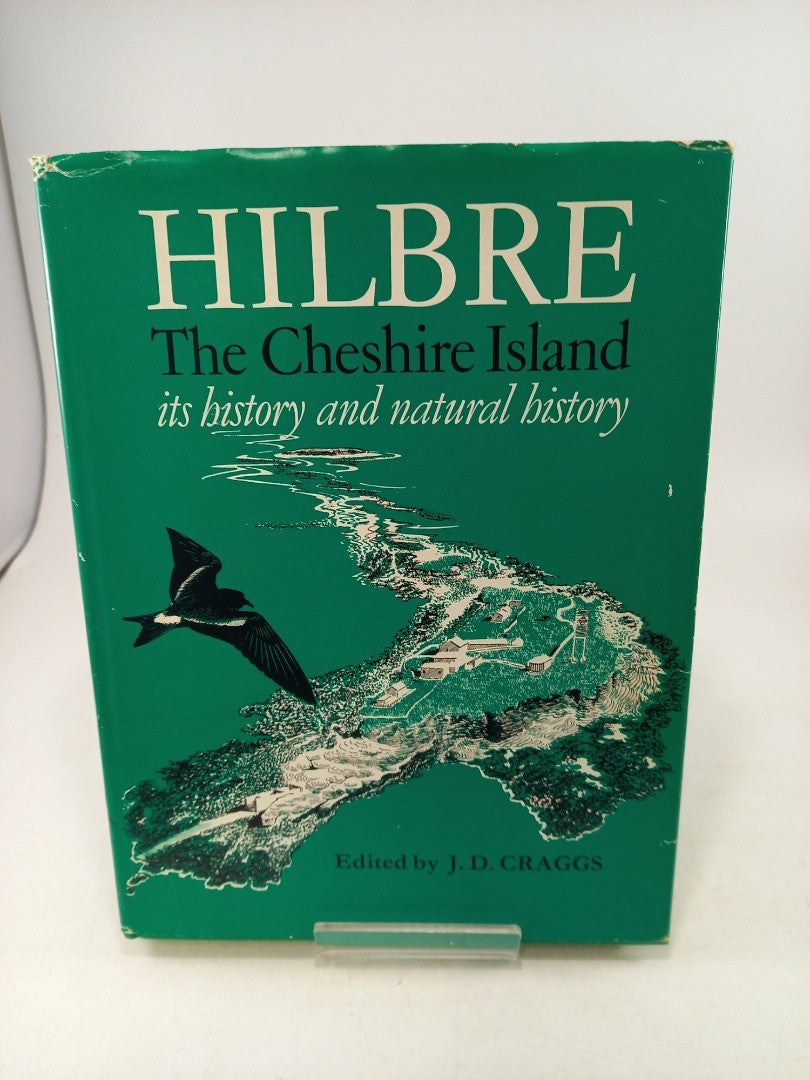 HILBRE
The Cheshire Island
its history and natural history
Edited by J. D. CRAGGS